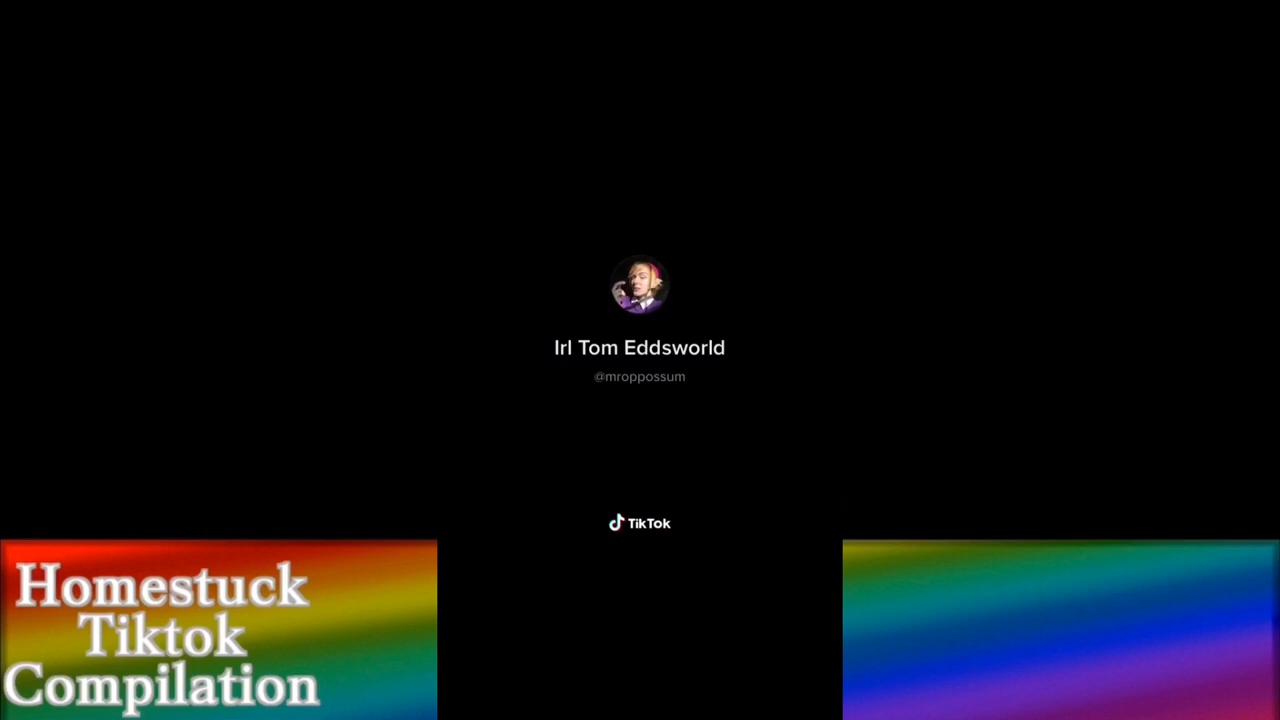 Irl Tom Eddsworld
@mroppossum
TikTok
Homestuck
Tiktok
Compilation